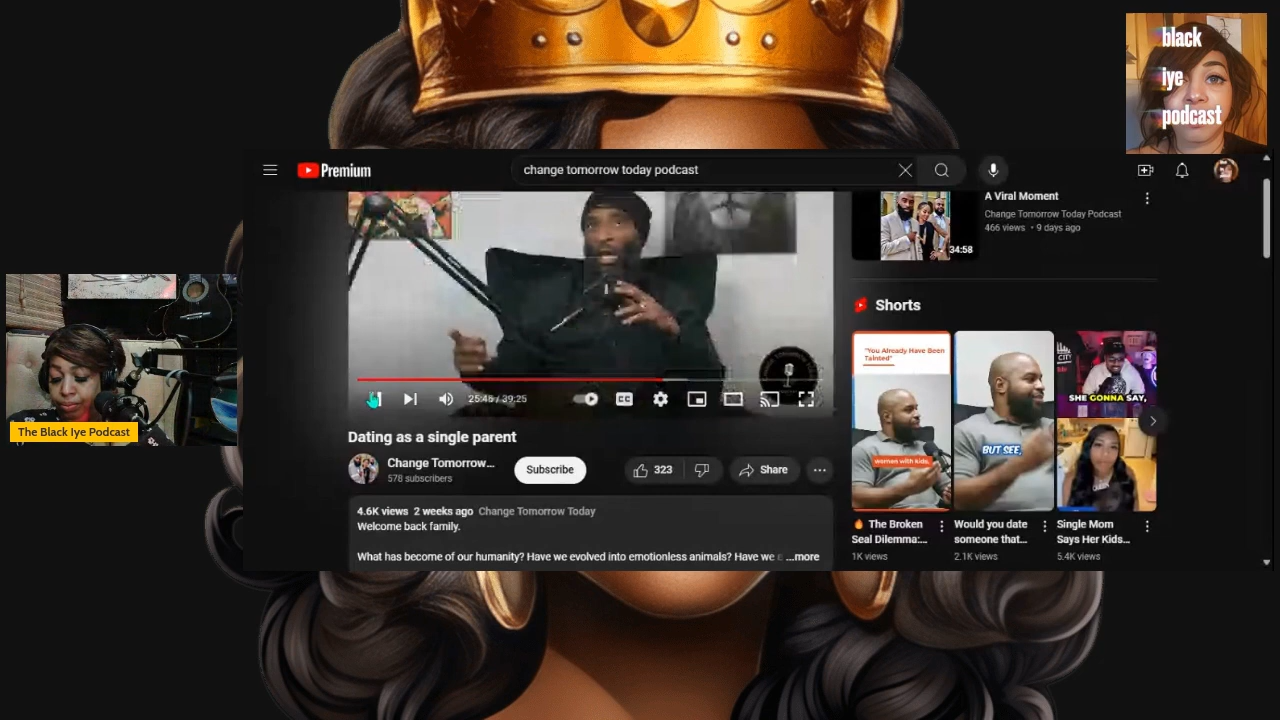 black
iye
podcast
Premium
change tomorrow today podcast
A Viral Moment
Change Tomorrow Today Podcast
466 views • 9 days ago
34:58
Shorts
"You Already Have Been
Tainted"
women with kids,
BUT SEE,
SHE GONNA SAY,
25:45 / 39:25
CC
The Black Iye Podcast
Dating as a single parent
Change Tomorrow...
578 subscribers
Subscribe
323
Share
4.6K views 2 weeks ago Change Tomorrow Today
Welcome back family.
What has become of our humanity? Have we evolved into emotionless animals? Have we
...more
🔥 The Broken
Seal Dilemma:...
1K views
Would you date
someone that...
2.1K views
Single Mom
Says Her Kids...
5.4K views